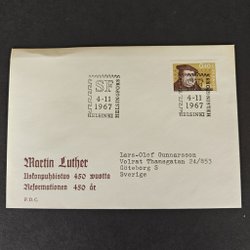 SF
4-11
1967
HELSINKI HELSINGFORS
4-11
1967
HELSINKI HELSINGFORS
Lars-Olof Gunnarsson
Volrat Thamsgatan 24/853
Göteborg S
Sverige
Martin Luther
Uskonpuhdistus 450 vuotta
Reformationen 450 år
F.D.C.